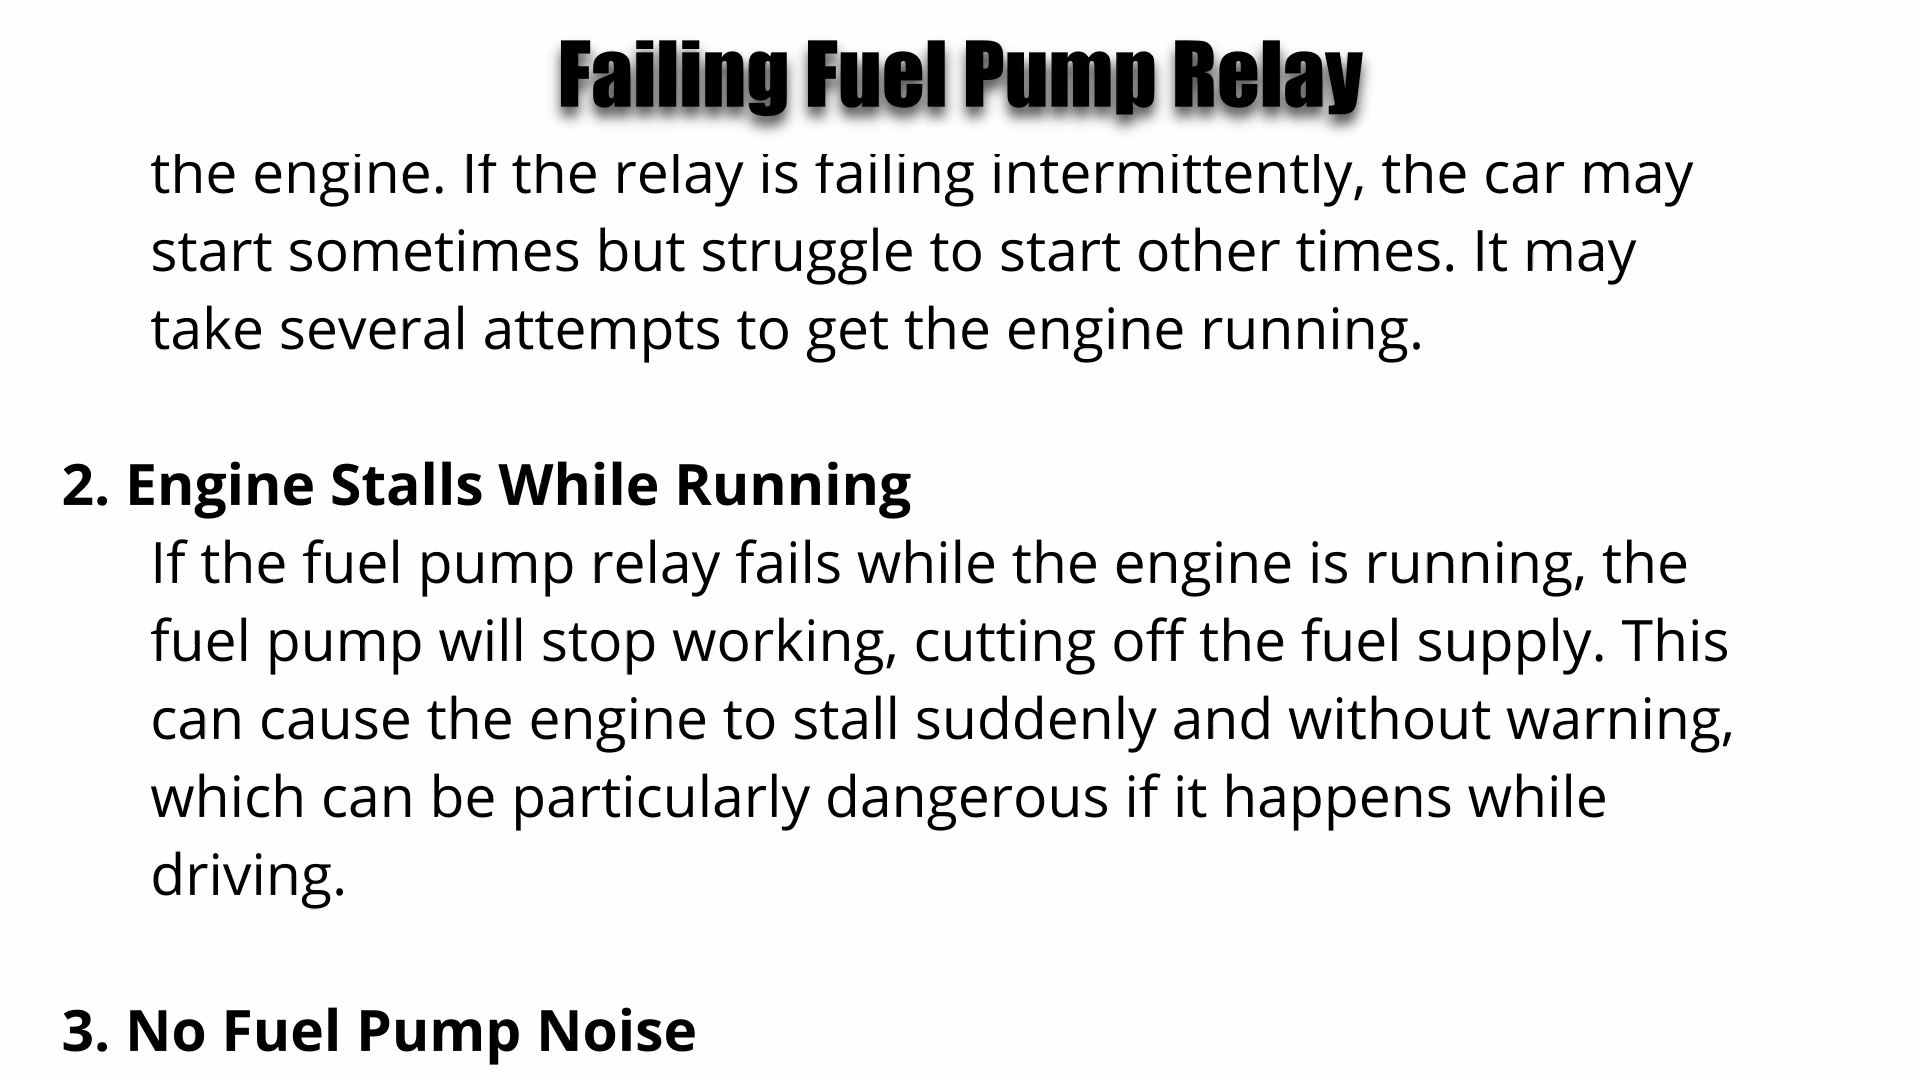 Failing Fuel Pump Relay
the engine. If the relay is failing intermittently, the car may
start sometimes but struggle to start other times. It may
take several attempts to get the engine running.
2. Engine Stalls While Running
If the fuel pump relay fails while the engine is running, the
fuel pump will stop working, cutting off the fuel supply. This
can cause the engine to stall suddenly and without warning,
which can be particularly dangerous if it happens while
driving.
3. No Fuel Pump Noise